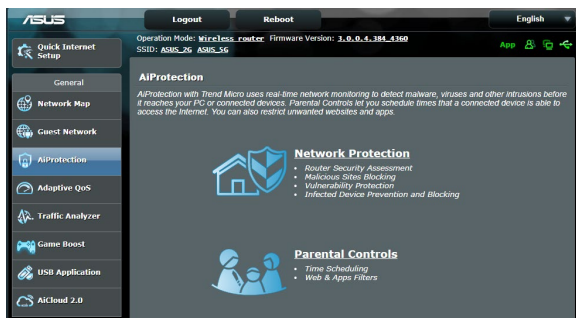 ASUS
Logout
Reboot
English
Quick Internet
Setup
Operation Mode: Wireless router Firmware Version: 3.0.0.4.384_4360
SSID: ASUS_2G ASUS_5G
App
General
Network Map
Guest Network
AiProtection
Adaptive QoS
Traffic Analyzer
Game Boost
USB Application
AiCloud 2.0
AiProtection
AiProtection with Trend Micro uses real-time network monitoring to detect malware, viruses and other intrusions before
it reaches your PC or connected devices. Parental Controls let you schedule times that a connected device is able to
access the Internet. You can also restrict unwanted websites and apps.
Network Protection
• Router Security Assessment
• Malicious Sites Blocking
• Vulnerability Protection
• Infected Device Prevention and Blocking
Parental Controls
• Time Scheduling
• Web & Apps Filters